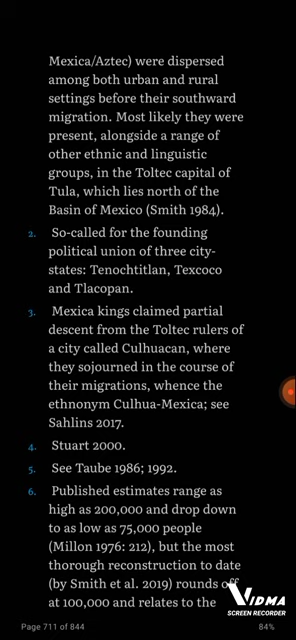 Mexica/Aztec) were dispersed
among both urban and rural
settings before their southward
migration. Most likely they were
present, alongside a range of
other ethnic and linguistic
groups, in the Toltec capital of
Tula, which lies north of the
Basin of Mexico (Smith 1984).
2. So-called for the founding
political union of three city-
states: Tenochtitlan, Texcoco
and Tlacopan.
3. Mexica kings claimed partial
descent from the Toltec rulers of
a city called Culhuacan, where
they sojourned in the course of
their migrations, whence the
ethnonym Culhua-Mexica; see
Sahlins 2017.
4. Stuart 2000.
5. See Taube 1986; 1992.
6. Published estimates range as
high as 200,000 and drop down
to as low as 75,000 people
(Millon 1976: 212), but the most
thorough reconstruction to date
(by Smith et al. 2019) rounds off
at 100,000 and relates to the
VIDMA
SCREEN RECORDER
Page 711 of 844
84%